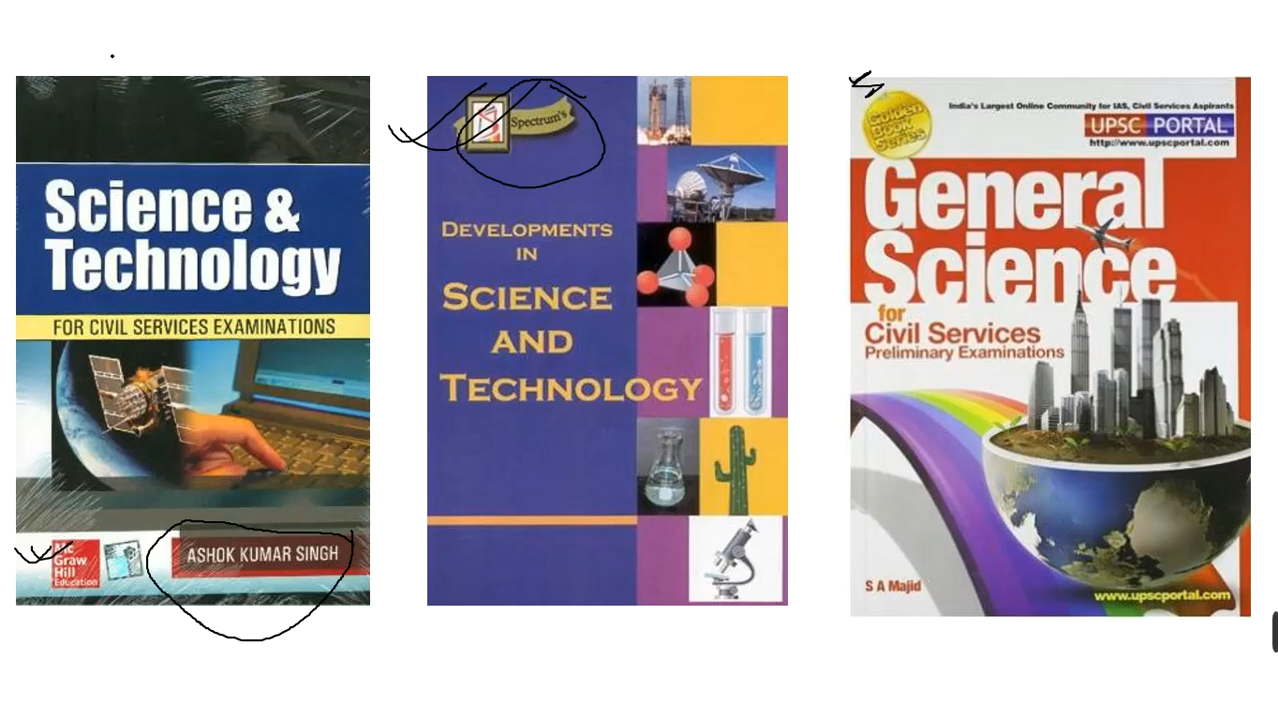 Science &
Technology
FOR CIVIL SERVICES EXAMINATIONS
Mc
Graw
Hill
Education
ASHOK KUMAR SINGH
Spectrum's
DEVELOPMENTS
IN
SCIENCE
AND
TECHNOLOGY
Golden
Book
Series
India's Largest Online Community for IAS, Civil Services Aspirants
UPSC PORTAL
http://www.upscportal.com
General
Science
for
Civil Services
Preliminary Examinations
S A Majid
www.upscportal.com